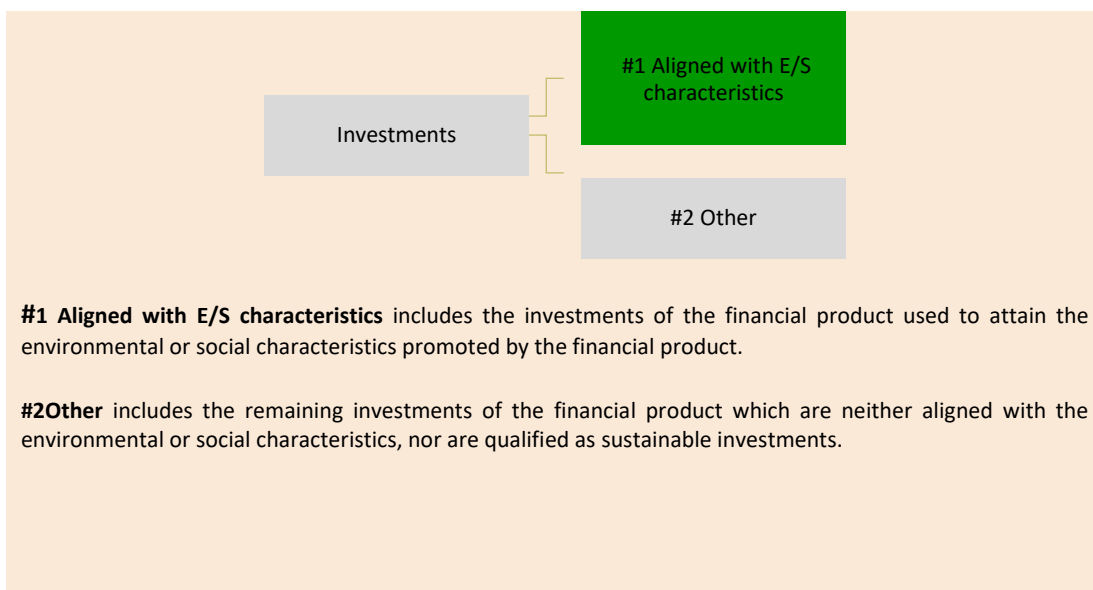 #1 Aligned with E/S
characteristics
Investments
#2 Other
#1 Aligned with E/S characteristics includes the investments of the financial product used to attain the
environmental or social characteristics promoted by the financial product.
#2Other includes the remaining investments of the financial product which are neither aligned with the
environmental or social characteristics, nor are qualified as sustainable investments.